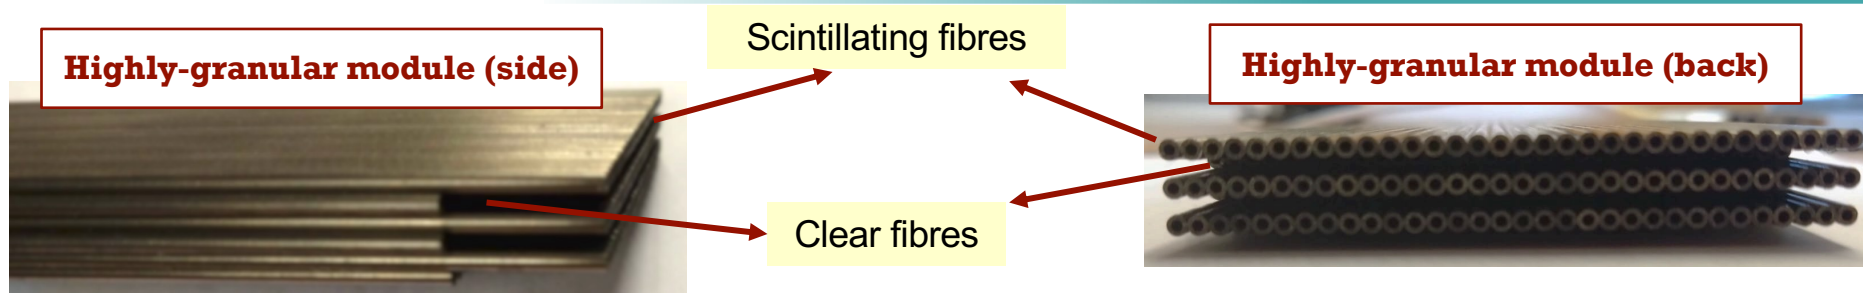 Highly-granular module (side)
Scintillating fibres
Highly-granular module (back)
Clear fibres